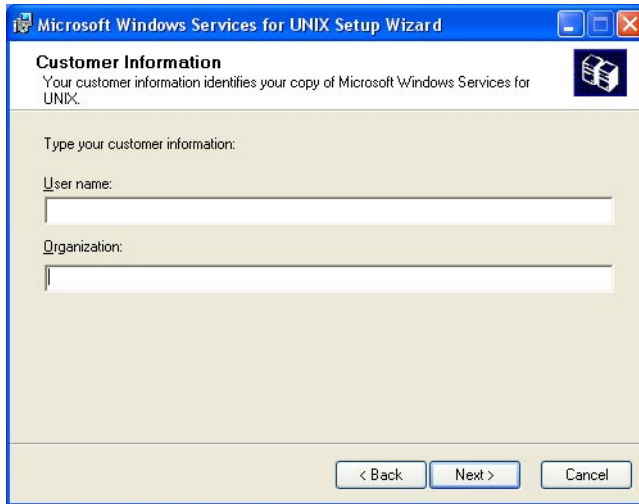 Microsoft Windows Services for UNIX Setup Wizard
Customer Information
Your customer information identifies your copy of Microsoft Windows Services for
UNIX.
Type your customer information:
User name:
Organization:
< Back
Next >
Cancel